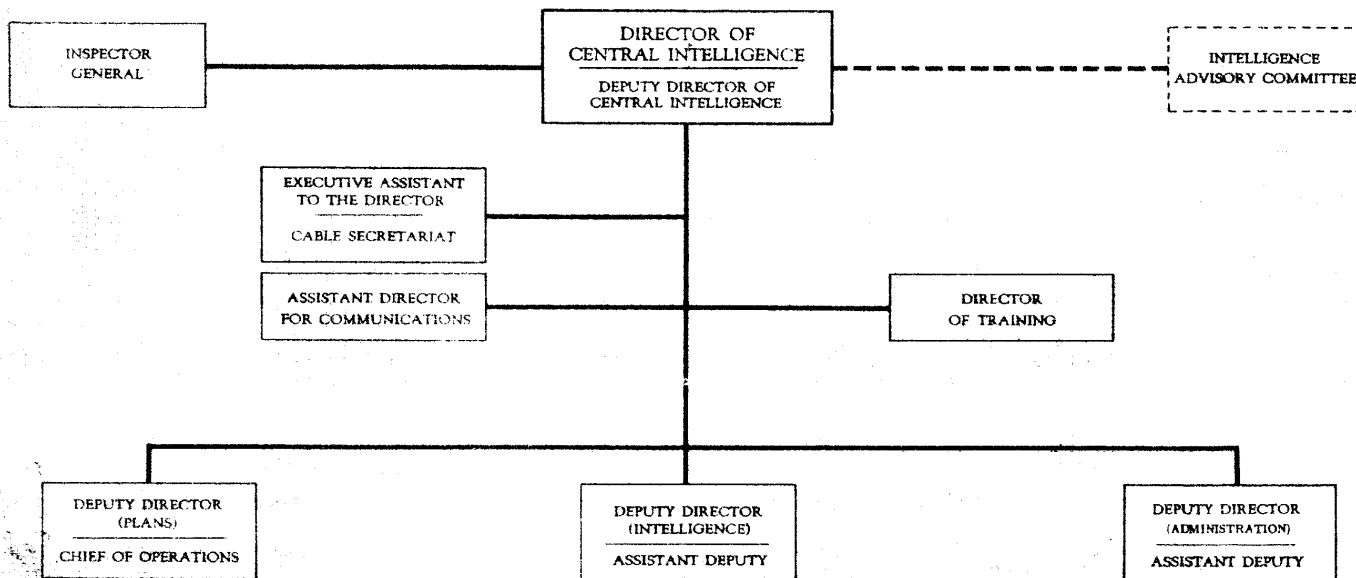 DIRECTOR OF
CENTRAL INTELLIGENCE
DEPUTY DIRECTOR OF
CENTRAL INTELLIGENCE
INSPECTOR
GENERAL
INTELLIGENCE
ADVISORY COMMITTEE
EXECUTIVE ASSISTANT
TO THE DIRECTOR
CABLE SECRETARIAT
ASSISTANT DIRECTOR
FOR COMMUNICATIONS
DIRECTOR
OF TRAINING
DEPUTY DIRECTOR
(PLANS)
CHIEF OF OPERATIONS
DEPUTY DIRECTOR
(INTELLIGENCE)
ASSISTANT DEPUTY
DEPUTY DIRECTOR
(ADMINISTRATION)
ASSISTANT DEPUTY